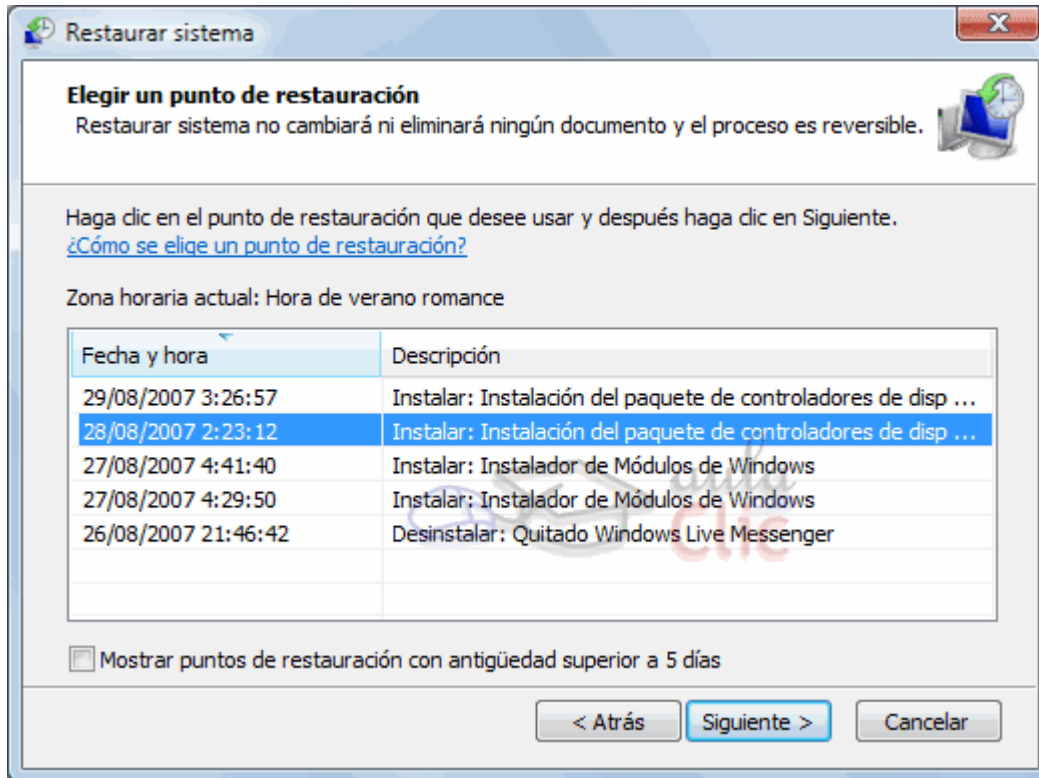 Restaurar sistema
X
Elegir un punto de restauración
Restaurar sistema no cambiará ni eliminará ningún documento y el proceso es reversible.
Haga clic en el punto de restauración que desee usar y después haga clic en Siguiente.
¿Cómo se elige un punto de restauración?
Zona horaria actual: Hora de verano romance
Fecha y hora Descripción
29/08/2007 3:26:57 Instalar: Instalación del paquete de controladores de disp ...
28/08/2007 2:23:12 Instalar: Instalación del paquete de controladores de disp ...
27/08/2007 4:41:40 Instalar: Instalador de Módulos de Windows
27/08/2007 4:29:50 Instalar: Instalador de Módulos de Windows
26/08/2007 21:46:42 Desinstalar: Quitado Windows Live Messenger
aula
Clic
Mostrar puntos de restauración con antigüedad superior a 5 días
< Atrás Siguiente > Cancelar